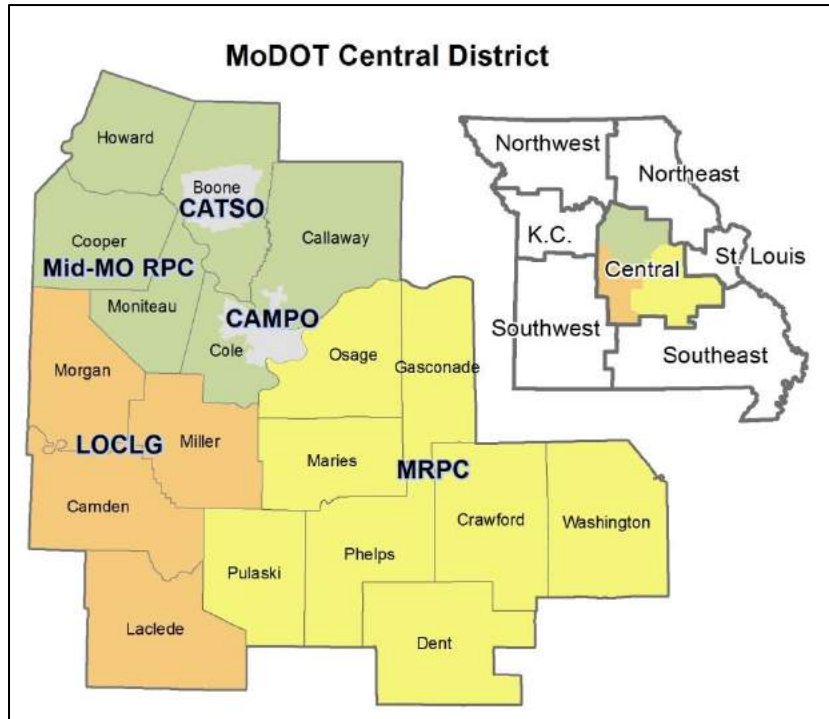 MoDOT Central District
Howard
Boone
CATSO
Cooper
Callaway
Mid-MO RPC
Moniteau
CAMPO
Cole
Osage
Gasconade
Morgan
LOCLG
Miller
Maries
MRPC
Camden
Crawford
Washington
Pulaski
Phelps
Laclede
Dent
Northwest
Northeast
K.C.
St. Louis
Central
Southwest
Southeast